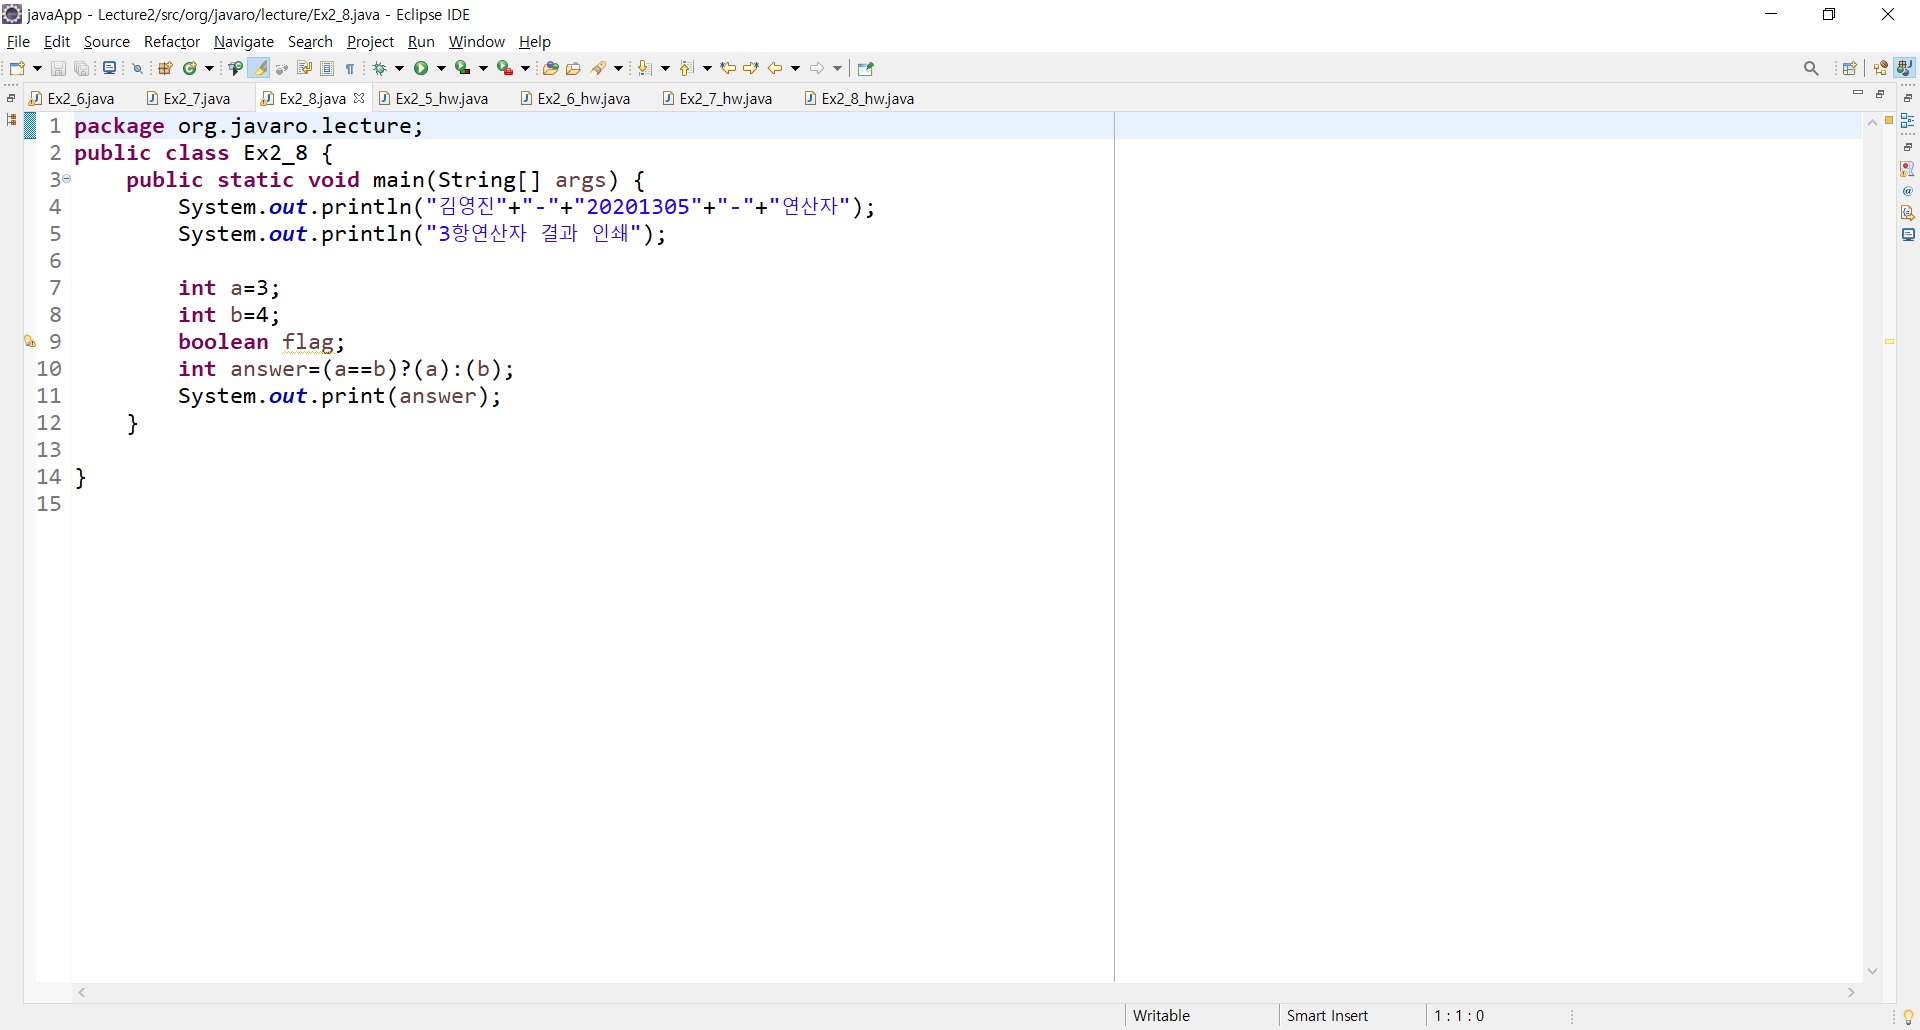 javaApp - Lecture2/src/org/javaro/lecture/Ex2_8.java - Eclipse IDE
File Edit Source Refactor Navigate Search Project Run Window Help
Ex2_6.java Ex2_7.java Ex2_8.java Ex2_5_hw.java Ex2_6_hw.java Ex2_7_hw.java Ex2_8_hw.java
1 package org.javaro.lecture;
2 public class Ex2_8 {
3 public static void main(String[] args) {
4 System.out.println("김영진"+"-"+"20201305"+"-"+"연산자");
5 System.out.println("3항연산자 결과 인쇄");
6
7 int a=3;
8 int b=4;
9 boolean flag;
10 int answer=(a==b)?(a):(b);
11 System.out.print(answer);
12 }
13
14 }
15
Writable Smart Insert 1 : 1 : 0